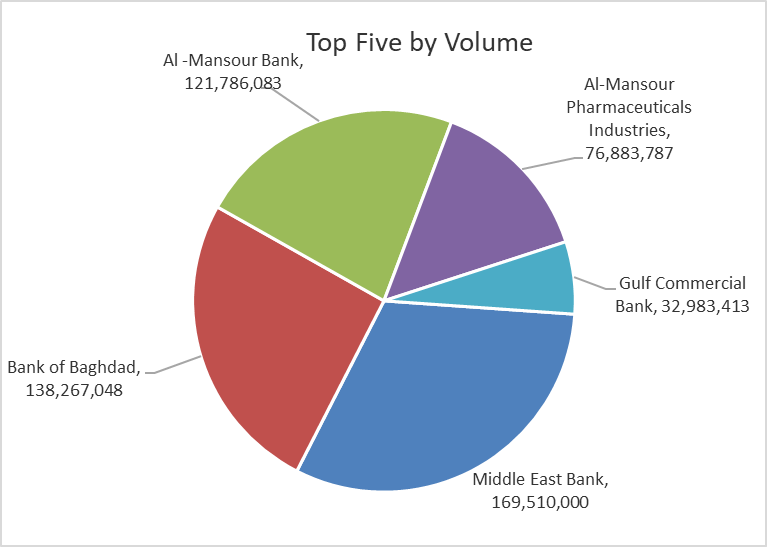 Top Five by Volume
Al -Mansour Bank,
121,786,083
Al-Mansour
Pharmaceuticals
Industries,
76,883,787
Gulf Commercial
Bank, 32,983,413
Bank of Baghdad,
138,267,048
Middle East Bank,
169,510,000